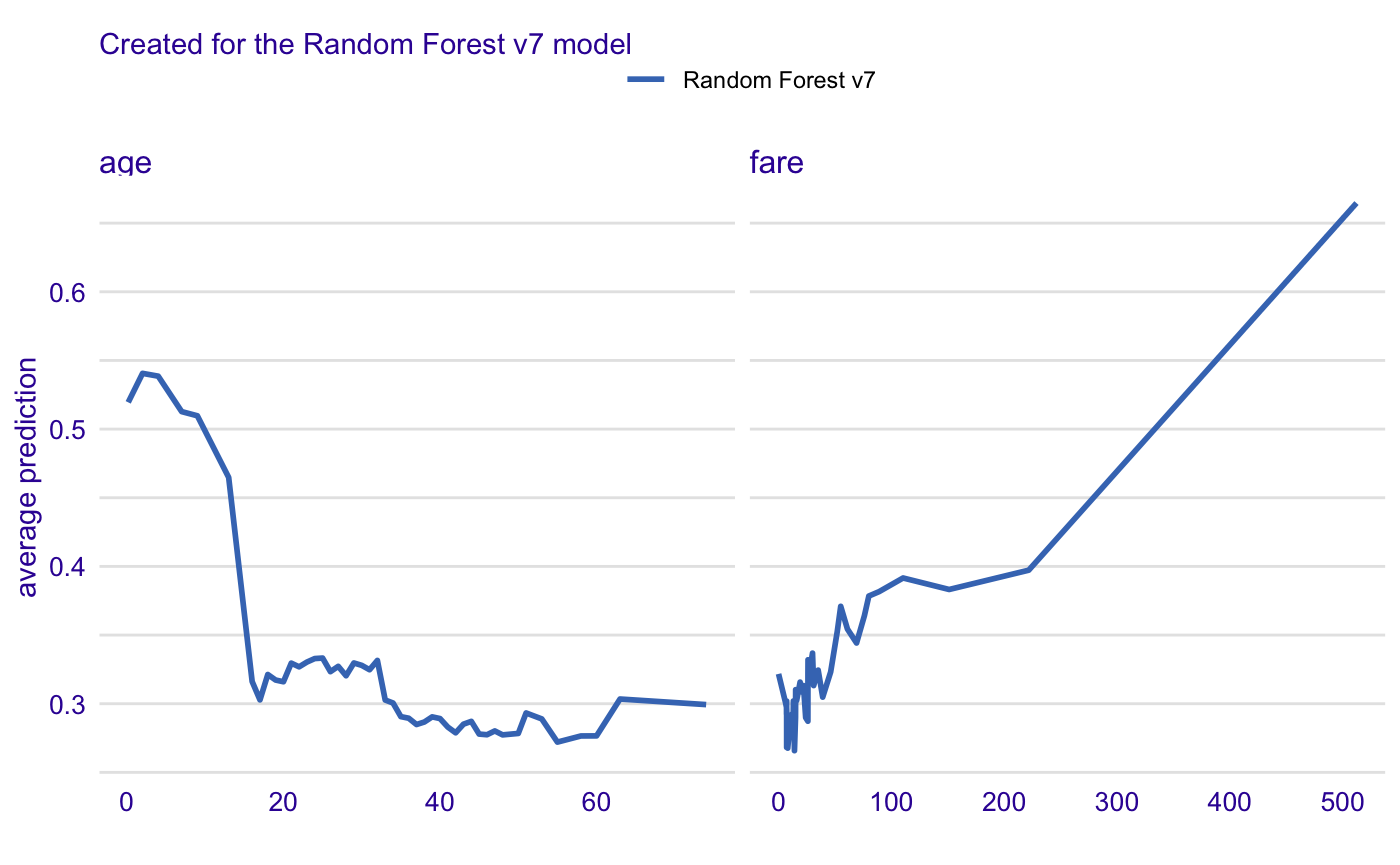 Created for the Random Forest v7 model
Random Forest v7
age
fare
average prediction
0.6
0.5
0.4
0.3
0 20 40 60
0 100 200 300 400 500